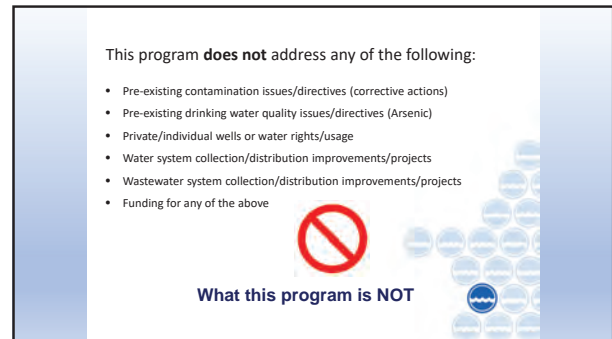 This program does not address any of the following:
• Pre-existing contamination issues/directives (corrective actions)
• Pre-existing drinking water quality issues/directives (Arsenic)
• Private/individual wells or water rights/usage
• Water system collection/distribution improvements/projects
• Wastewater system collection/distribution improvements/projects
• Funding for any of the above
What this program is NOT